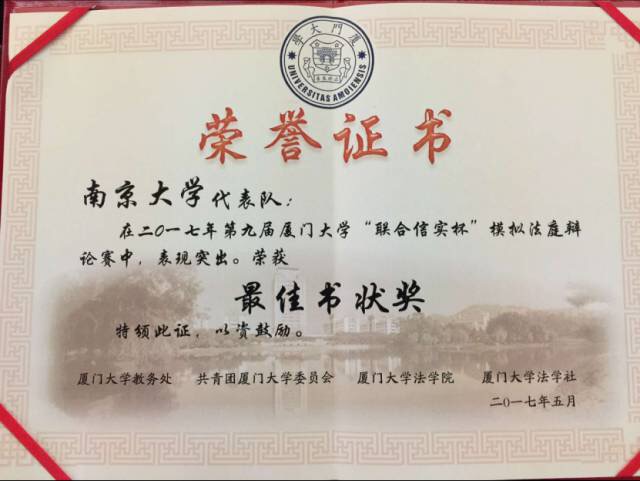 學大門廈
UNIVERSITAS AMOIENSIS
荣誉证书
南京大学代表队：
在二〇一七年第九届厦门大学“联合信实杯”模拟法庭辩
论赛中，表现突出。荣获
最佳书状奖
特颁此证，以资鼓励。
厦门大学教务处 共青团厦门大学委员会 厦门大学法学院 厦门大学法学社
二〇一七年五月